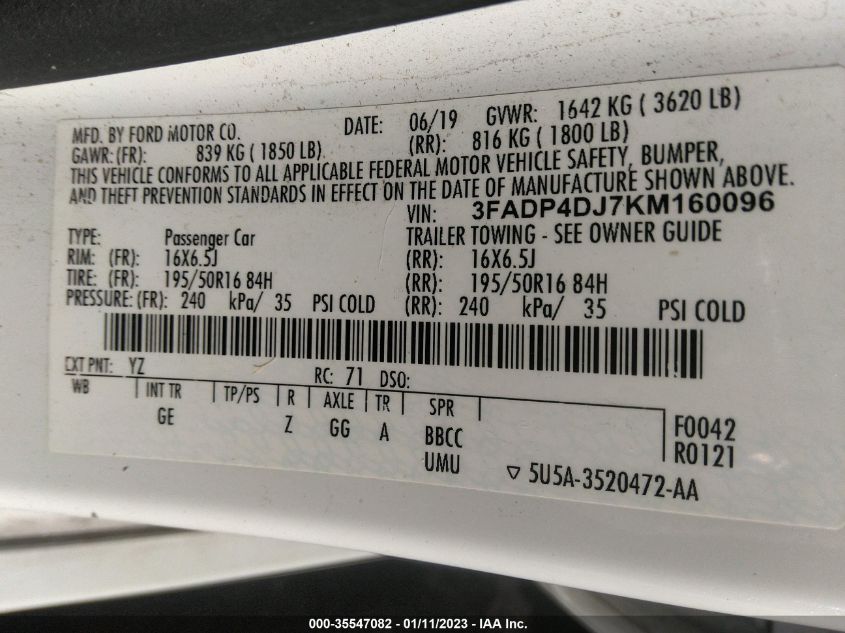 MFD. BY FORD MOTOR CO. DATE: 06/19 GVWR: 1642 KG ( 3620 LB)
GAWR: (FR): 839 KG ( 1850 LB) (RR): 816 KG ( 1800 LB)
THIS VEHICLE CONFORMS TO ALL APPLICABLE FEDERAL MOTOR VEHICLE SAFETY, BUMPER,
AND THEFT PREVENTION STANDARDS IN EFFECT ON THE DATE OF MANUFACTURE SHOWN ABOVE.
VIN: 3FADP4DJ7KM160096
TYPE: Passenger Car TRAILER TOWING - SEE OWNER GUIDE
RIM: (FR): 16X6.5J (RR): 16X6.5J
TIRE: (FR): 195/50R16 84H (RR): 195/50R16 84H
PRESSURE: (FR): 240 kPa/ 35 PSI COLD (RR): 240 kPa/ 35 PSI COLD
EXT PNT: YZ RC: 71 DSO:
WB INT TR TP/PS R AXLE TR SPR
GE Z GG A BBCC F0042
UMU R0121
▽ 5U5A-3520472-AA
000-35547082 - 01/11/2023 - IAA Inc.